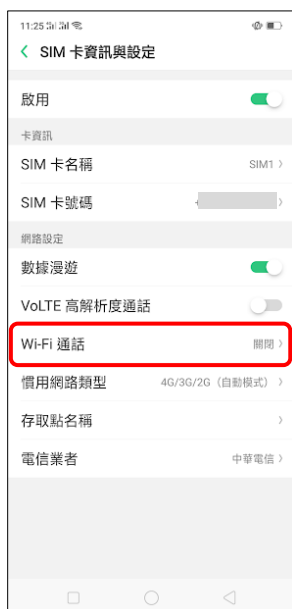 11:25
SIM 卡資訊與設定
啟用
卡資訊
SIM 卡名稱 SIM1
SIM 卡號碼
網路設定
數據漫遊
VoLTE 高解析度通話
Wi-Fi 通話 關閉
慣用網路類型 4G/3G/2G（自動模式）
存取點名稱
電信業者 中華電信